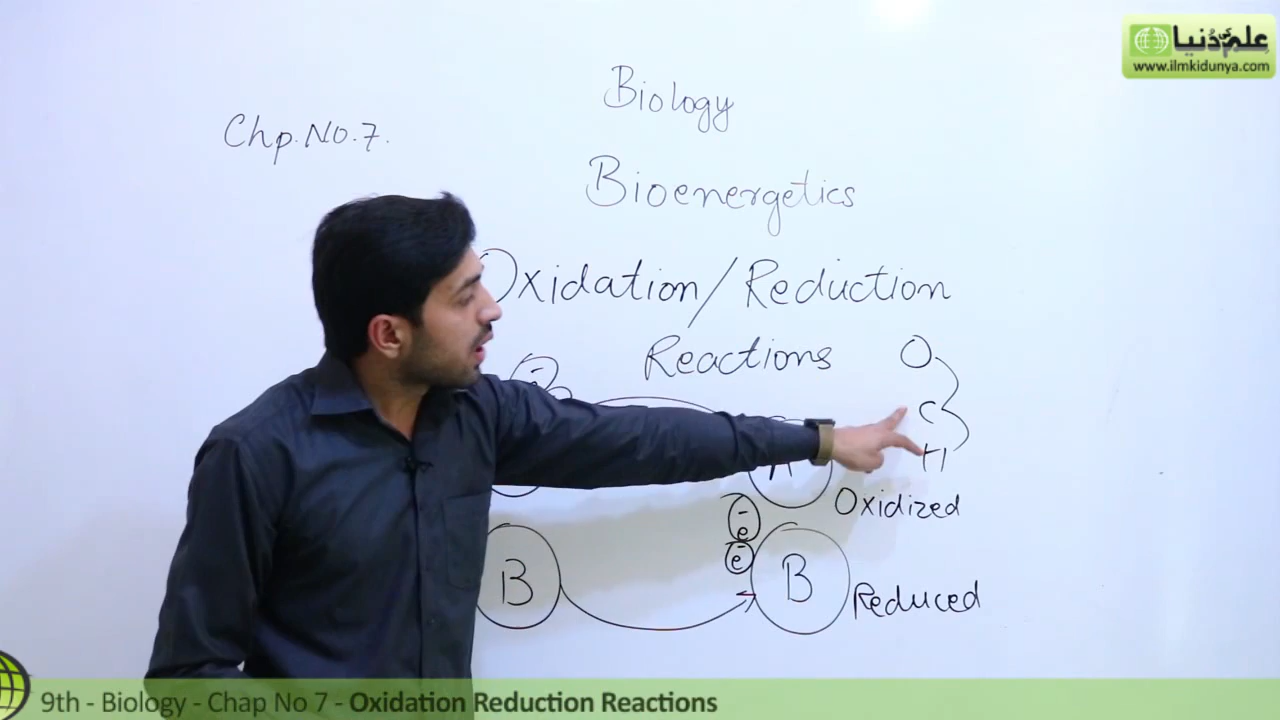 علم کی دُنیا
www.ilmkidunya.com
Biology
Chp.No.7.
Bioenergetics
Oxidation/Reduction
Reactions
O
C
H
A
Oxidized
e-
e-
e-
B
B
Reduced
9th - Biology - Chap No 7 - Oxidation Reduction Reactions